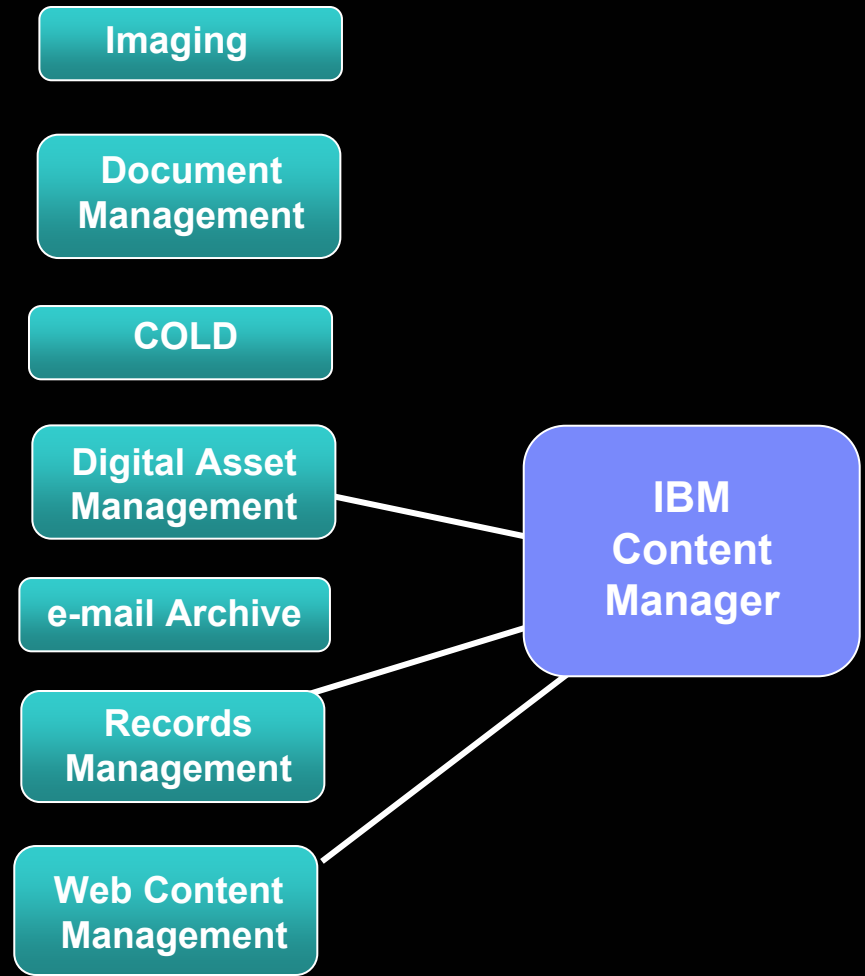 Imaging
Document
Management
COLD
Digital Asset
Management
e-mail Archive
Records
Management
Web Content
Management
IBM
Content
Manager